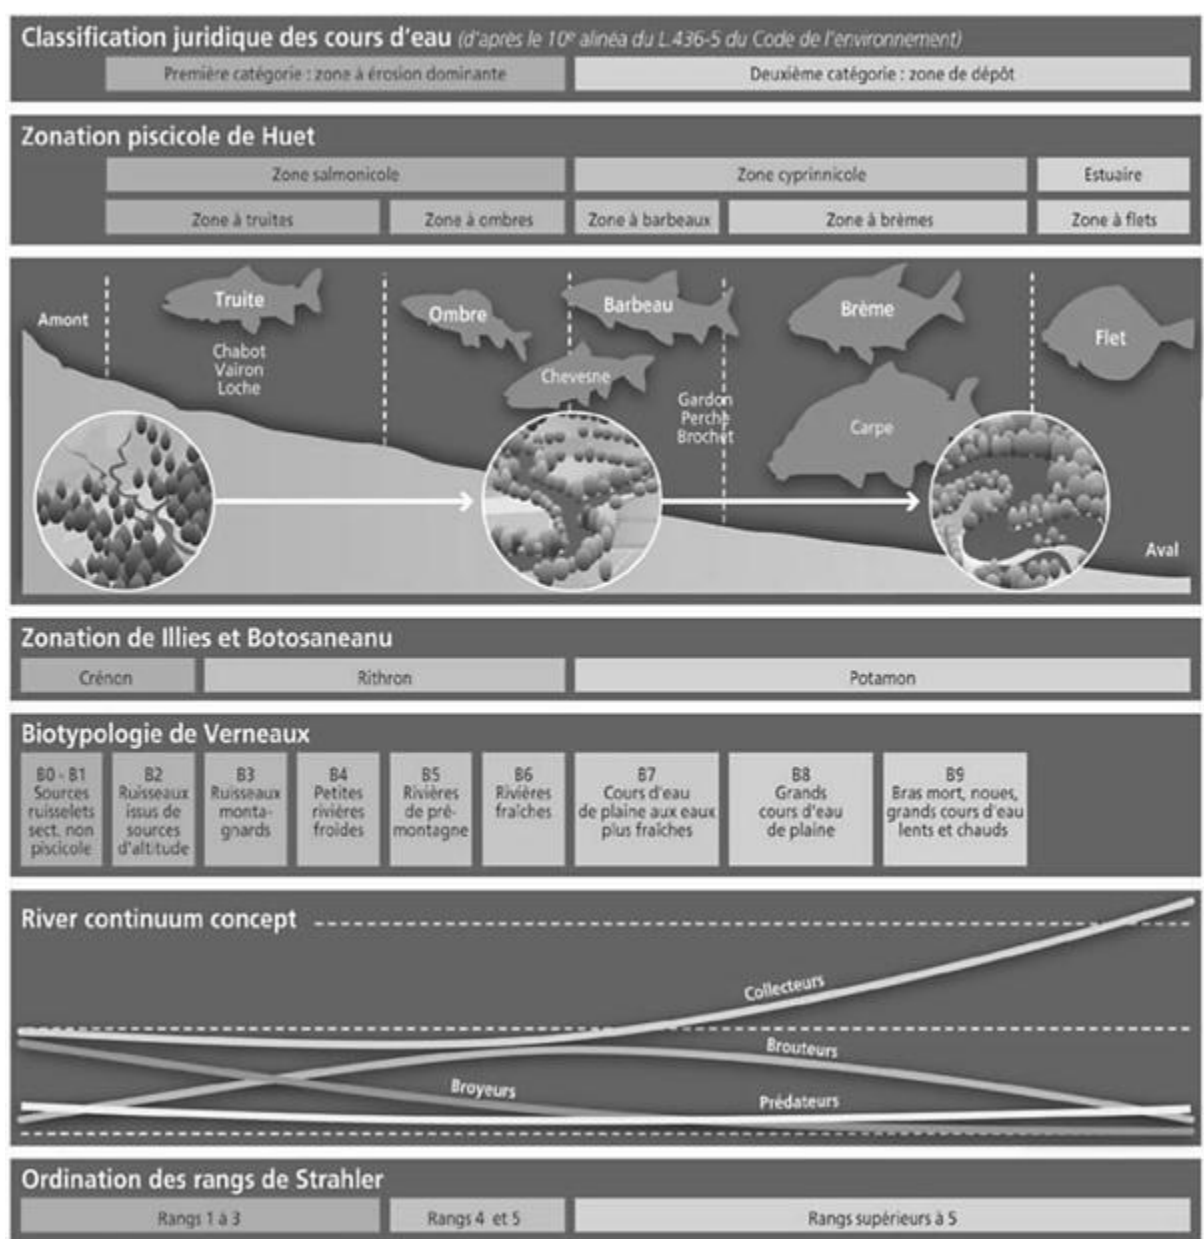 Classification juridique des cours d'eau (d'après le 10e alinéa du L.436-5 du Code de l'environnement)
Première catégorie : zone à érosion dominante
Deuxième catégorie : zone de dépôt
Zonation piscicole de Huet
Zone salmonicole
Zone cyprinnicole
Estuaire
Zone à truites
Zone à ombres
Zone à barbeaux
Zone à brèmes
Zone à flets
Amont
Truite
Chabot
Vairon
Loche
Ombre
Chevesne
Barbeau
Gardon
Perche
Brochet
Brème
Carpe
Flet
Aval
Zonation de Illies et Botosaneanu
Crénon
Rithron
Potamon
Biotypologie de Verneaux
B0 - B1
Sources
ruisselets
sect. non
piscicole
B2
Ruisseaux
issus de
sources
d'altitude
B3
Ruisseaux
monta-
gnards
B4
Petites
rivières
froides
B5
Rivières
de pré-
montagne
B6
Rivières
fraîches
B7
Cours d'eau
de plaine aux eaux
plus fraîches
B8
Grands
cours d'eau
de plaine
B9
Bras mort, noues,
grands cours d'eau
lents et chauds
River continuum concept
Collecteurs
Brouteurs
Broyeurs
Prédateurs
Ordination des rangs de Strahler
Rangs 1 à 3
Rangs 4 et 5
Rangs supérieurs à 5